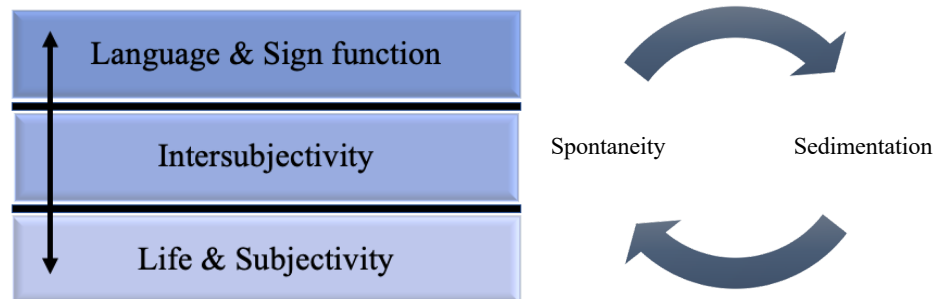 Language & Sign function
Intersubjectivity
Spontaneity
Sedimentation
Life & Subjectivity